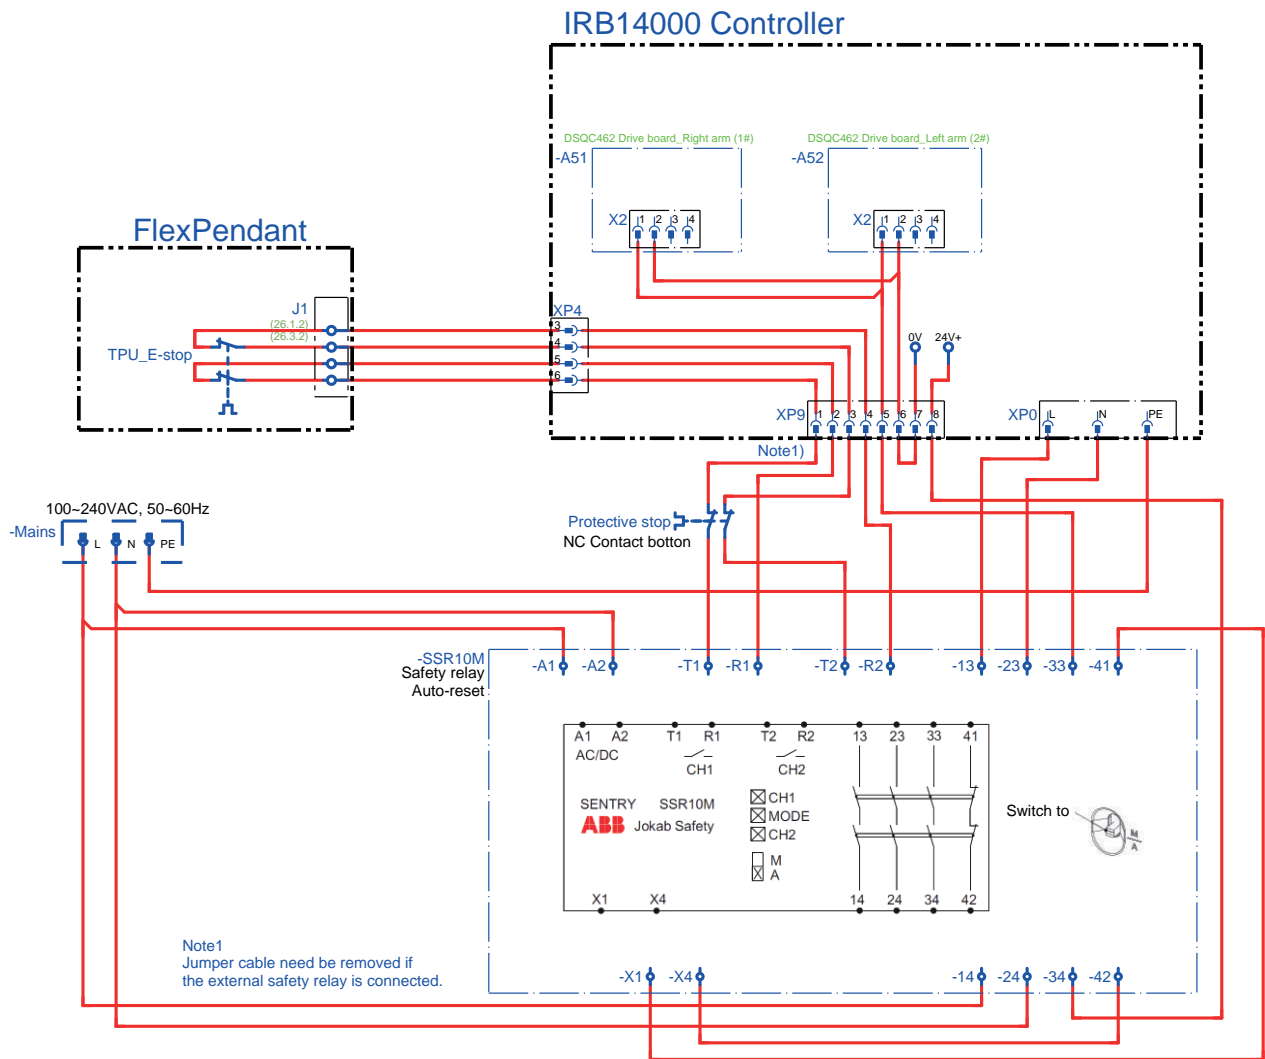 IRB14000 Controller
DSQC462 Drive board_Right arm (1#)
DSQC462 Drive board_Left arm (2#)
-A51
-A52
X2 1 2 3 4
X2 1 2 3 4
FlexPendant
J1
(26.1.2)
(26.3.2)
TPU_E-stop
XP4
3
4
5
6
0V 24V+
XP9 1 2 3 4 5 6 7 8
XP0 L N PE
Note1)
100~240VAC, 50~60Hz
-Mains L N PE
Protective stop
NC Contact botton
-SSR10M
Safety relay
Auto-reset
-A1 -A2 -T1 -R1 -T2 -R2 -13 -23 -33 -41
A1 A2 T1 R1 T2 R2 13 23 33 41
AC/DC
CH1 CH2
SENTRY SSR10M
ABB Jokab Safety
CH1
MODE
CH2
M
A
Switch to
M
A
X1 X4 14 24 34 42
Note1
Jumper cable need be removed if
the external safety relay is connected.
-X1 -X4 -14 -24 -34 -42